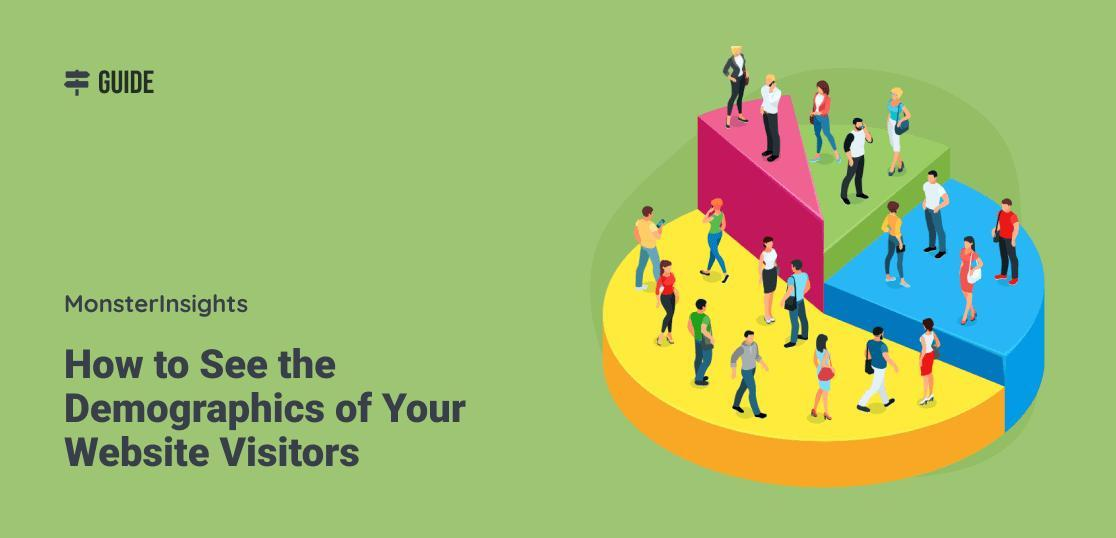 GUIDE
MonsterInsights
How to See the
Demographics of Your
Website Visitors